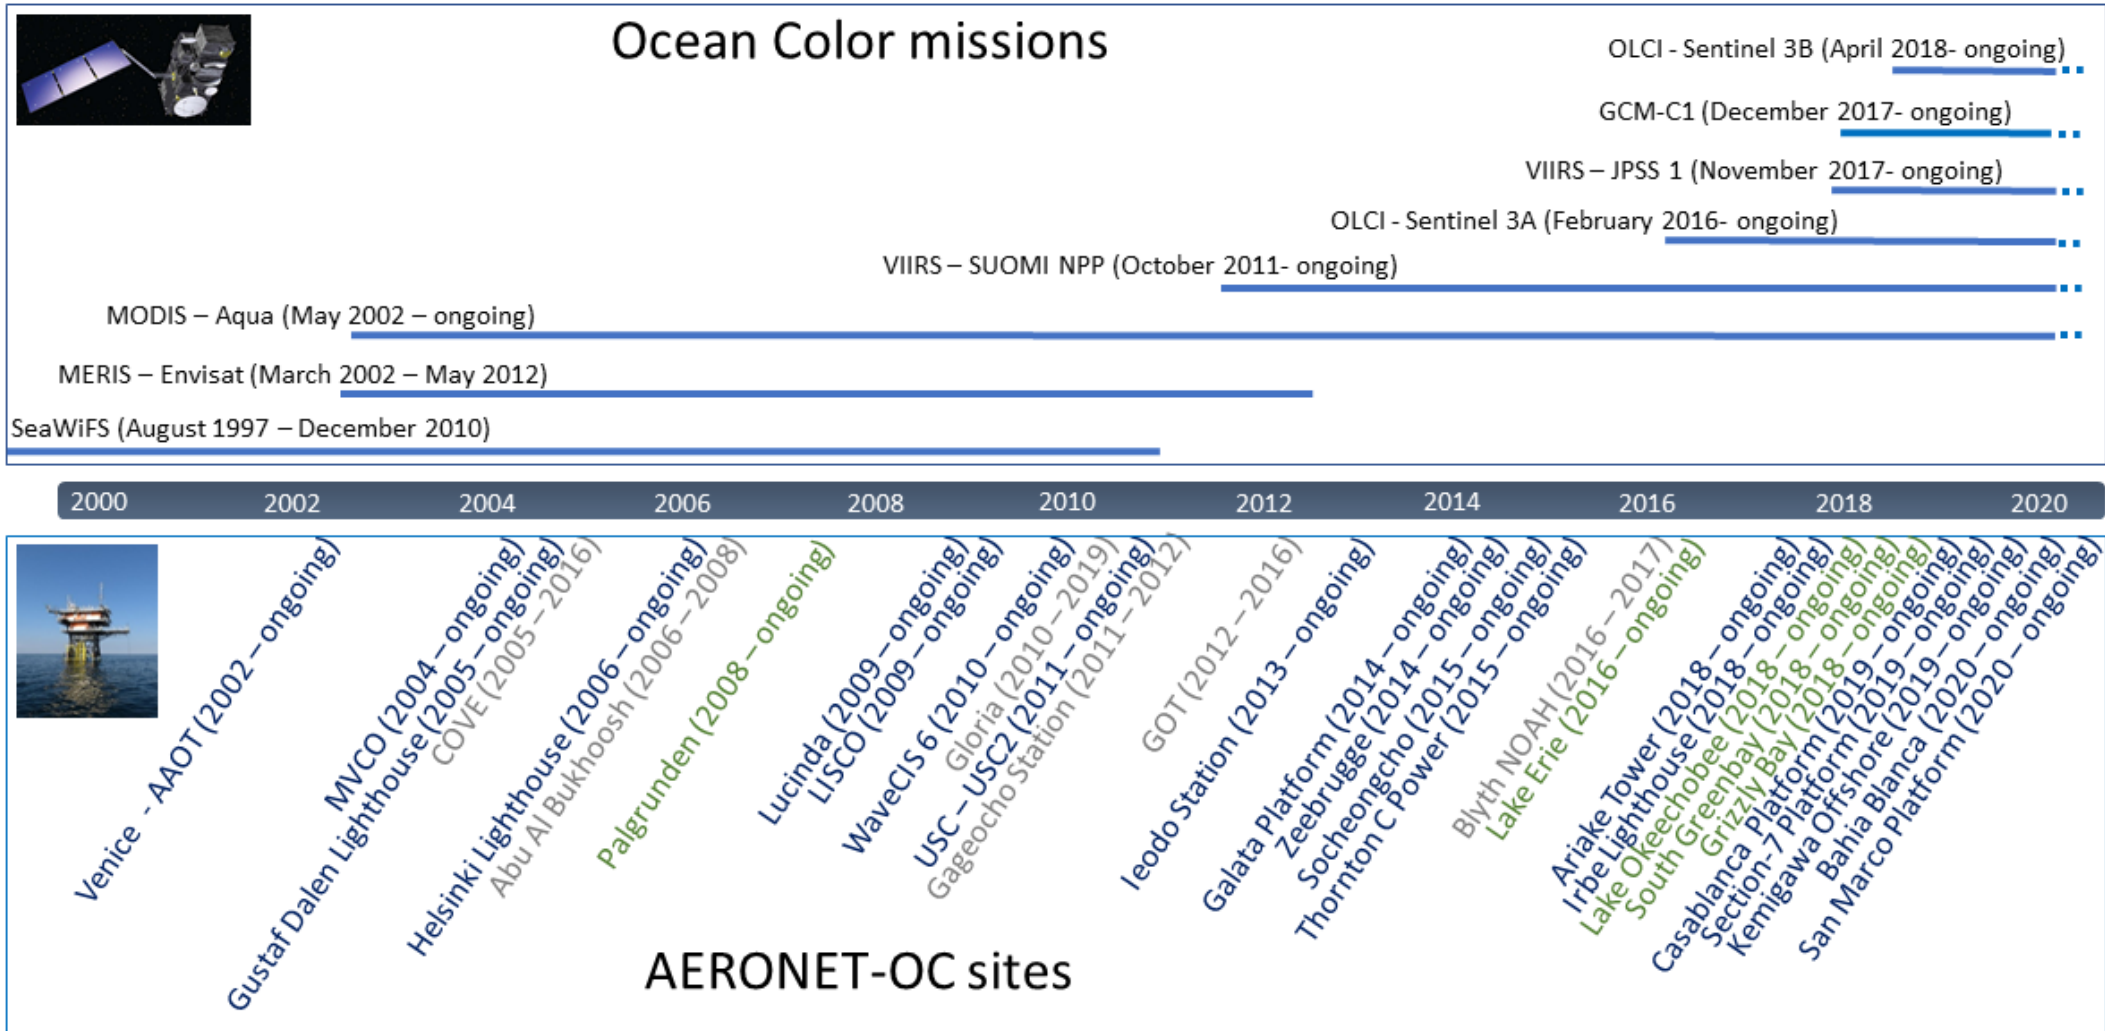 Ocean Color missions
OLCI - Sentinel 3B (April 2018- ongoing)
GCM-C1 (December 2017- ongoing)
VIIRS – JPSS 1 (November 2017- ongoing)
OLCI - Sentinel 3A (February 2016- ongoing)
VIIRS – SUOMI NPP (October 2011- ongoing)
MODIS – Aqua (May 2002 – ongoing)
MERIS – Envisat (March 2002 – May 2012)
SeaWiFS (August 1997 – December 2010)
2000 2002 2004 2006 2008 2010 2012 2014 2016 2018 2020
Venice - AAOT (2002 – ongoing)
MVCO (2004 – ongoing)
Gustaf Dalen Lighthouse (2005 – ongoing)
COVE (2005 – 2016)
Helsinki Lighthouse (2006 – ongoing)
Abu Al Bukhoosh (2006 – 2008)
Palgrunden (2008 – ongoing)
Lucinda (2009 – ongoing)
LISCO (2009 – ongoing)
WaveCIS 6 (2010 – ongoing)
Gloria (2010 – 2019)
USC – USC2 (2011 – ongoing)
Gageocho Station (2011 – 2012)
GOT (2012 – 2016)
Ieodo Station (2013 – ongoing)
Galata Platform (2014 – ongoing)
Zeebrugge (2014 – ongoing)
Socheongcho (2015 – ongoing)
Thornton C Power (2015 – ongoing)
Blyth NOAH (2016 – 2017)
Lake Erie (2016 – ongoing)
Ariake Tower (2018 – ongoing)
Irbe Lighthouse (2018 – ongoing)
Lake Okeechobee (2018 – ongoing)
South Greenbay (2018 – ongoing)
Grizzly Bay (2018 – ongoing)
Casablanca Platform (2019 – ongoing)
Section-7 Platform (2019 – ongoing)
Kemigawa Offshore (2019 – ongoing)
Bahia Blanca (2020 – ongoing)
San Marco Platform (2020 – ongoing)
AERONET-OC sites